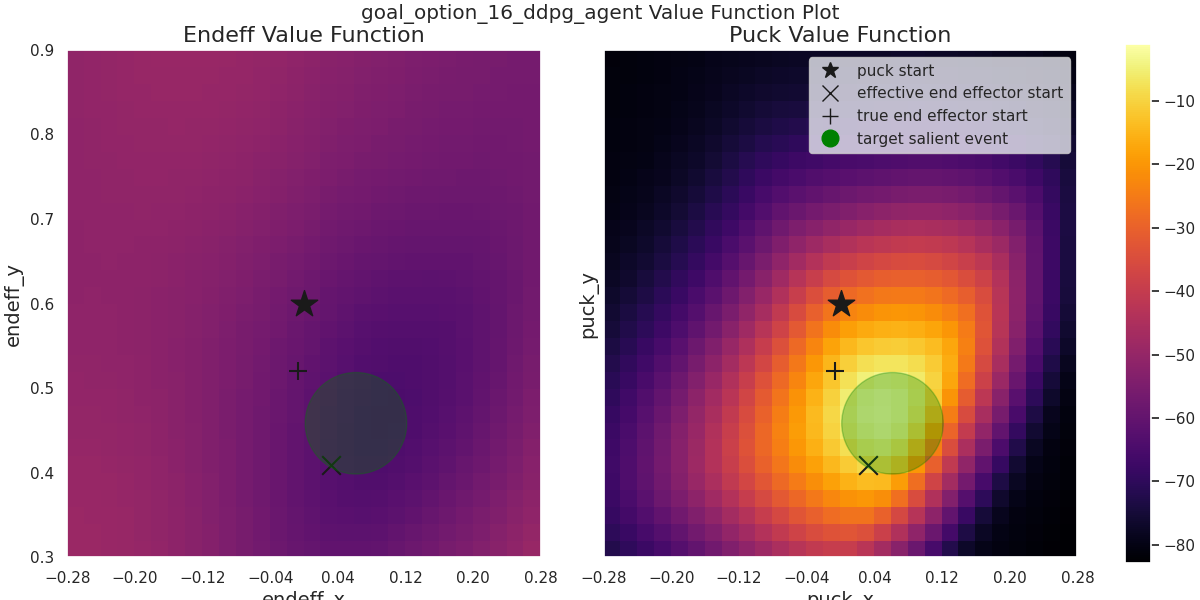 goal_option_16_ddpg_agent Value Function Plot
Endeff Value Function
Puck Value Function
puck start
effective end effector start
true end effector start
target salient event
endeff_y
0.9
0.8
0.7
0.6
0.5
0.4
0.3
−0.28 −0.20 −0.12 −0.04 0.04 0.12 0.20 0.28
endeff_x
puck_y
−0.28 −0.20 −0.12 −0.04 0.04 0.12 0.20 0.28
puck_x
−10
−20
−30
−40
−50
−60
−70
−80